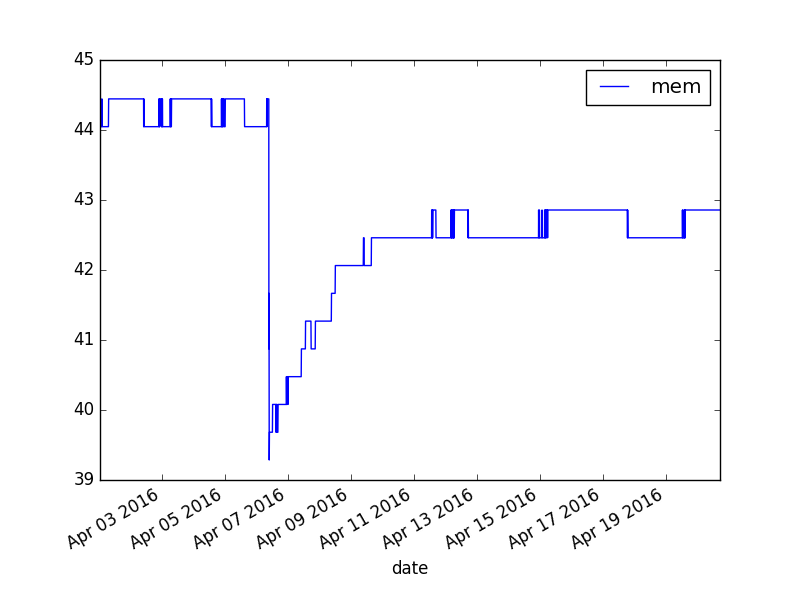 45
mem
44
43
42
41
40
39
Apr 03 2016
Apr 05 2016
Apr 07 2016
Apr 09 2016
Apr 11 2016
Apr 13 2016
Apr 15 2016
Apr 17 2016
Apr 19 2016
date